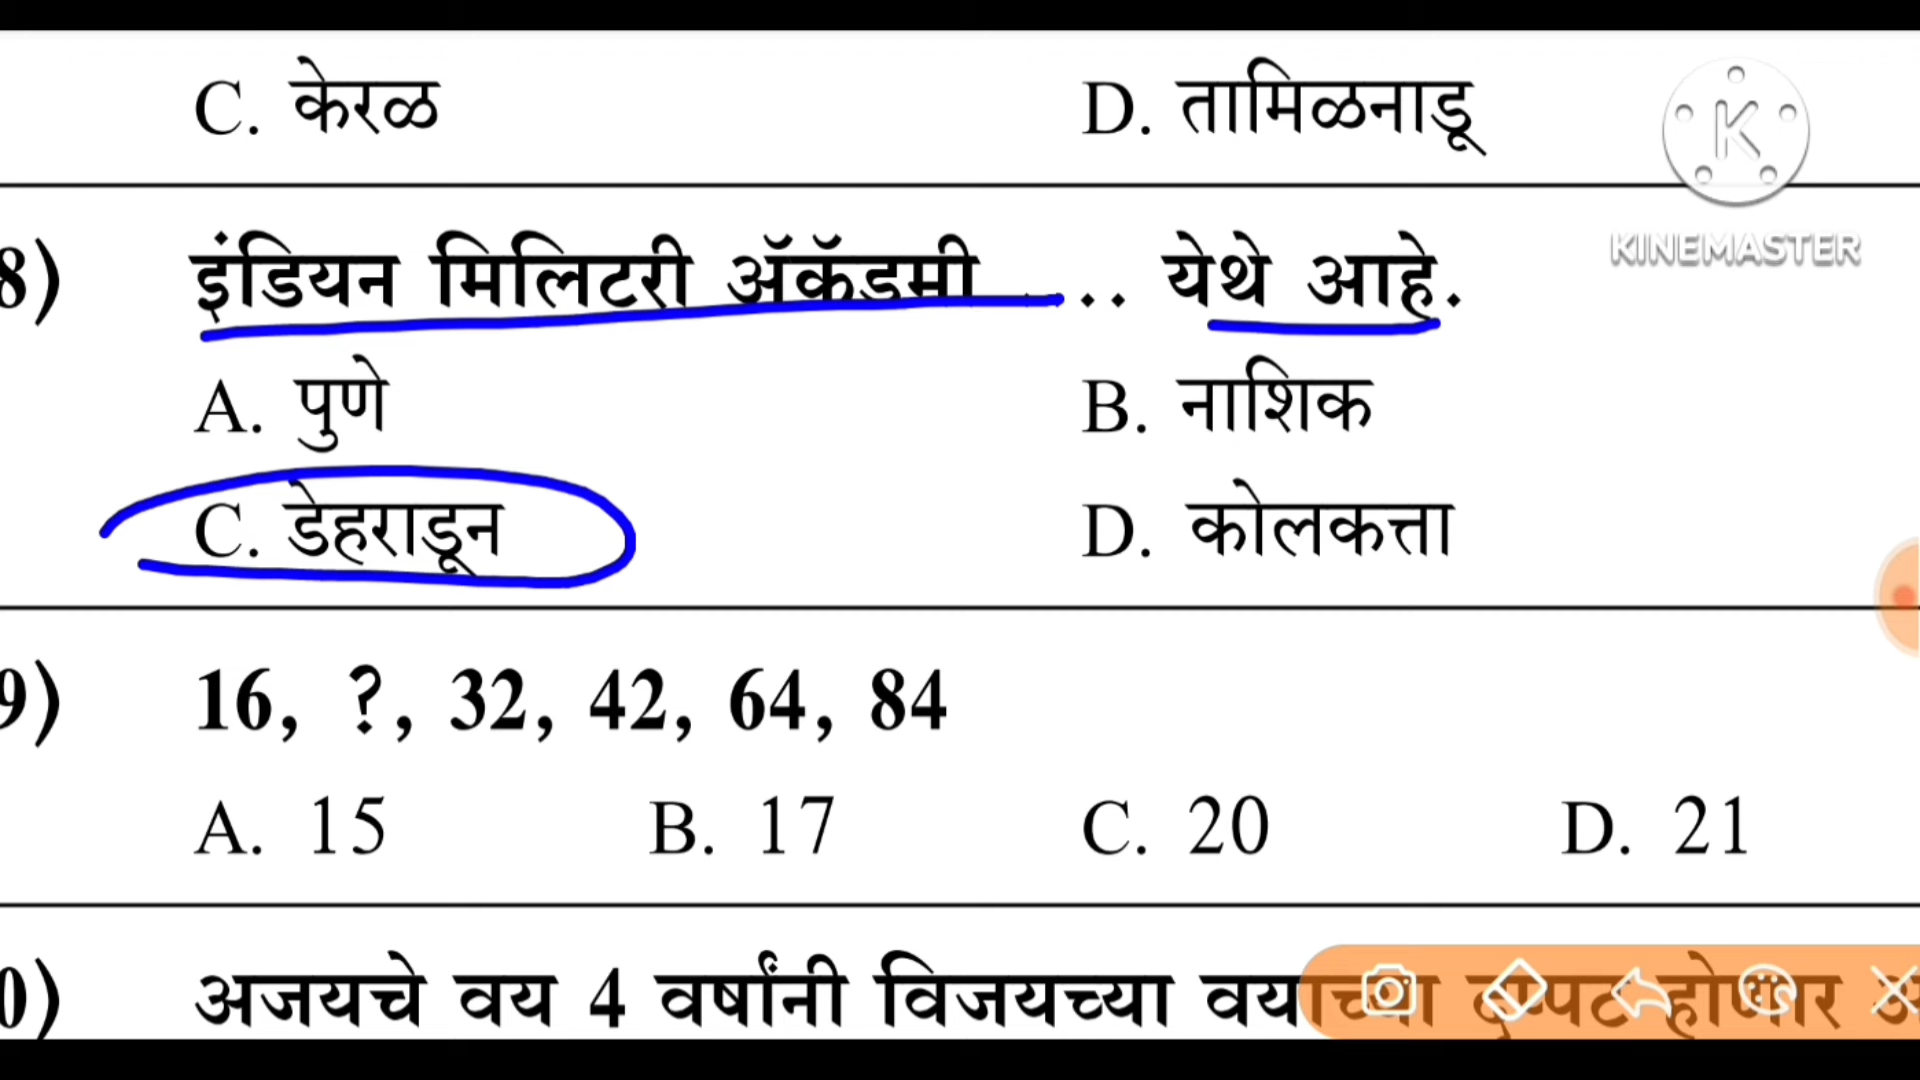 C. केरळ D. तामिळनाडू
K
KINEMASTER
8) इंडियन मिलिटरी ॲकॅडमी .... येथे आहे.
A. पुणे B. नाशिक
C. डेहराडून D. कोलकत्ता
9) 16, ?, 32, 42, 64, 84
A. 15 B. 17 C. 20 D. 21
0) अजयचे वय 4 वर्षांनी विजयच्या वयाच्या दुप्पट होणार